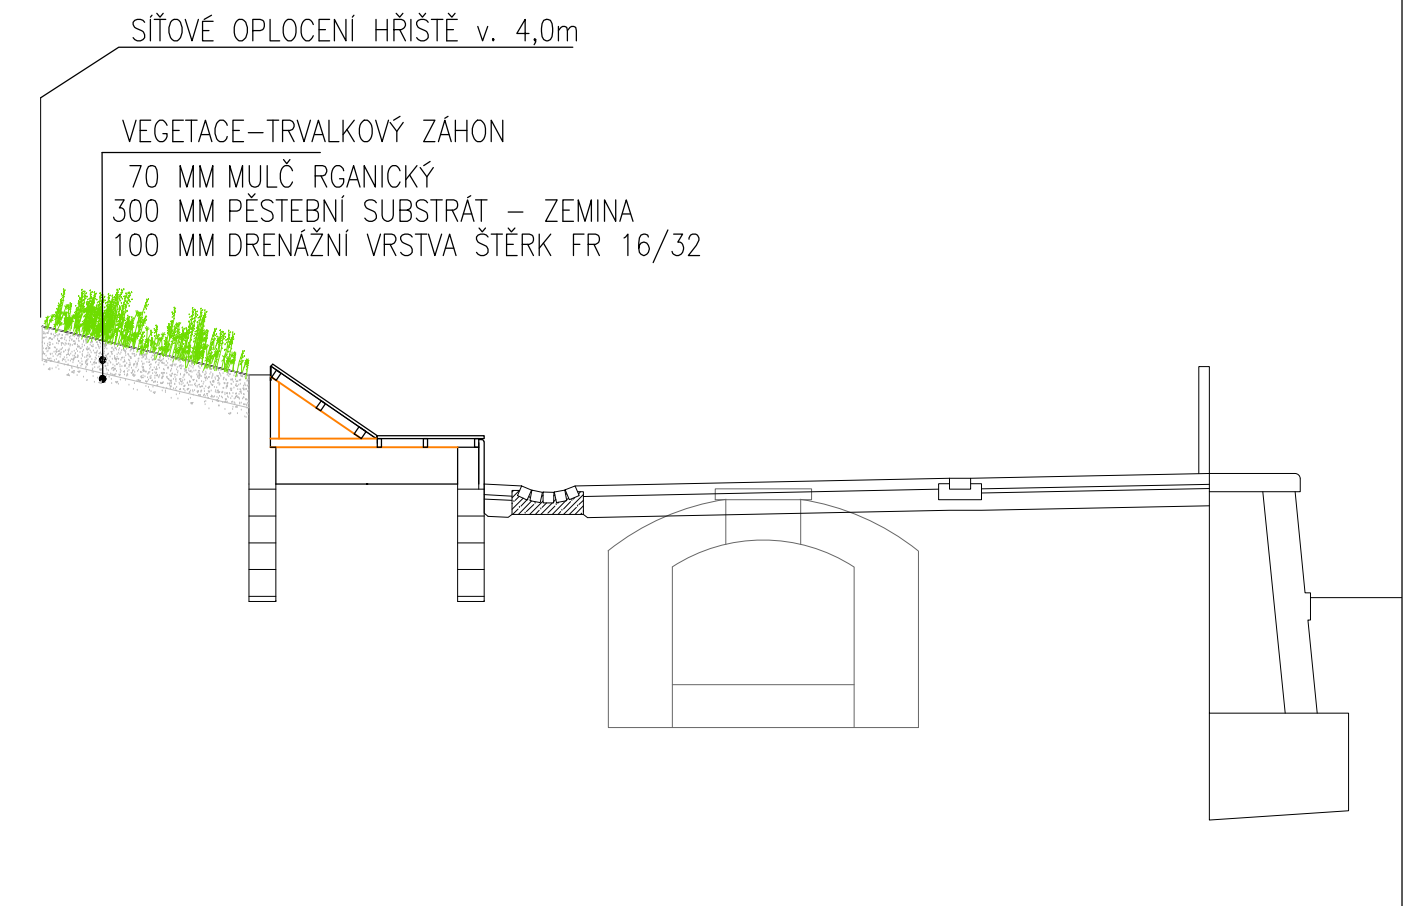 SÍŤOVÉ OPLOCENÍ HŘIŠTĚ v. 4,0m
VEGETACE-TRVALKOVÝ ZÁHON
70 MM MULČ RGANICKÝ
300 MM PĚSTEBNÍ SUBSTRÁT - ZEMINA
100 MM DRENÁŽNÍ VRSTVA ŠTĚRK FR 16/32